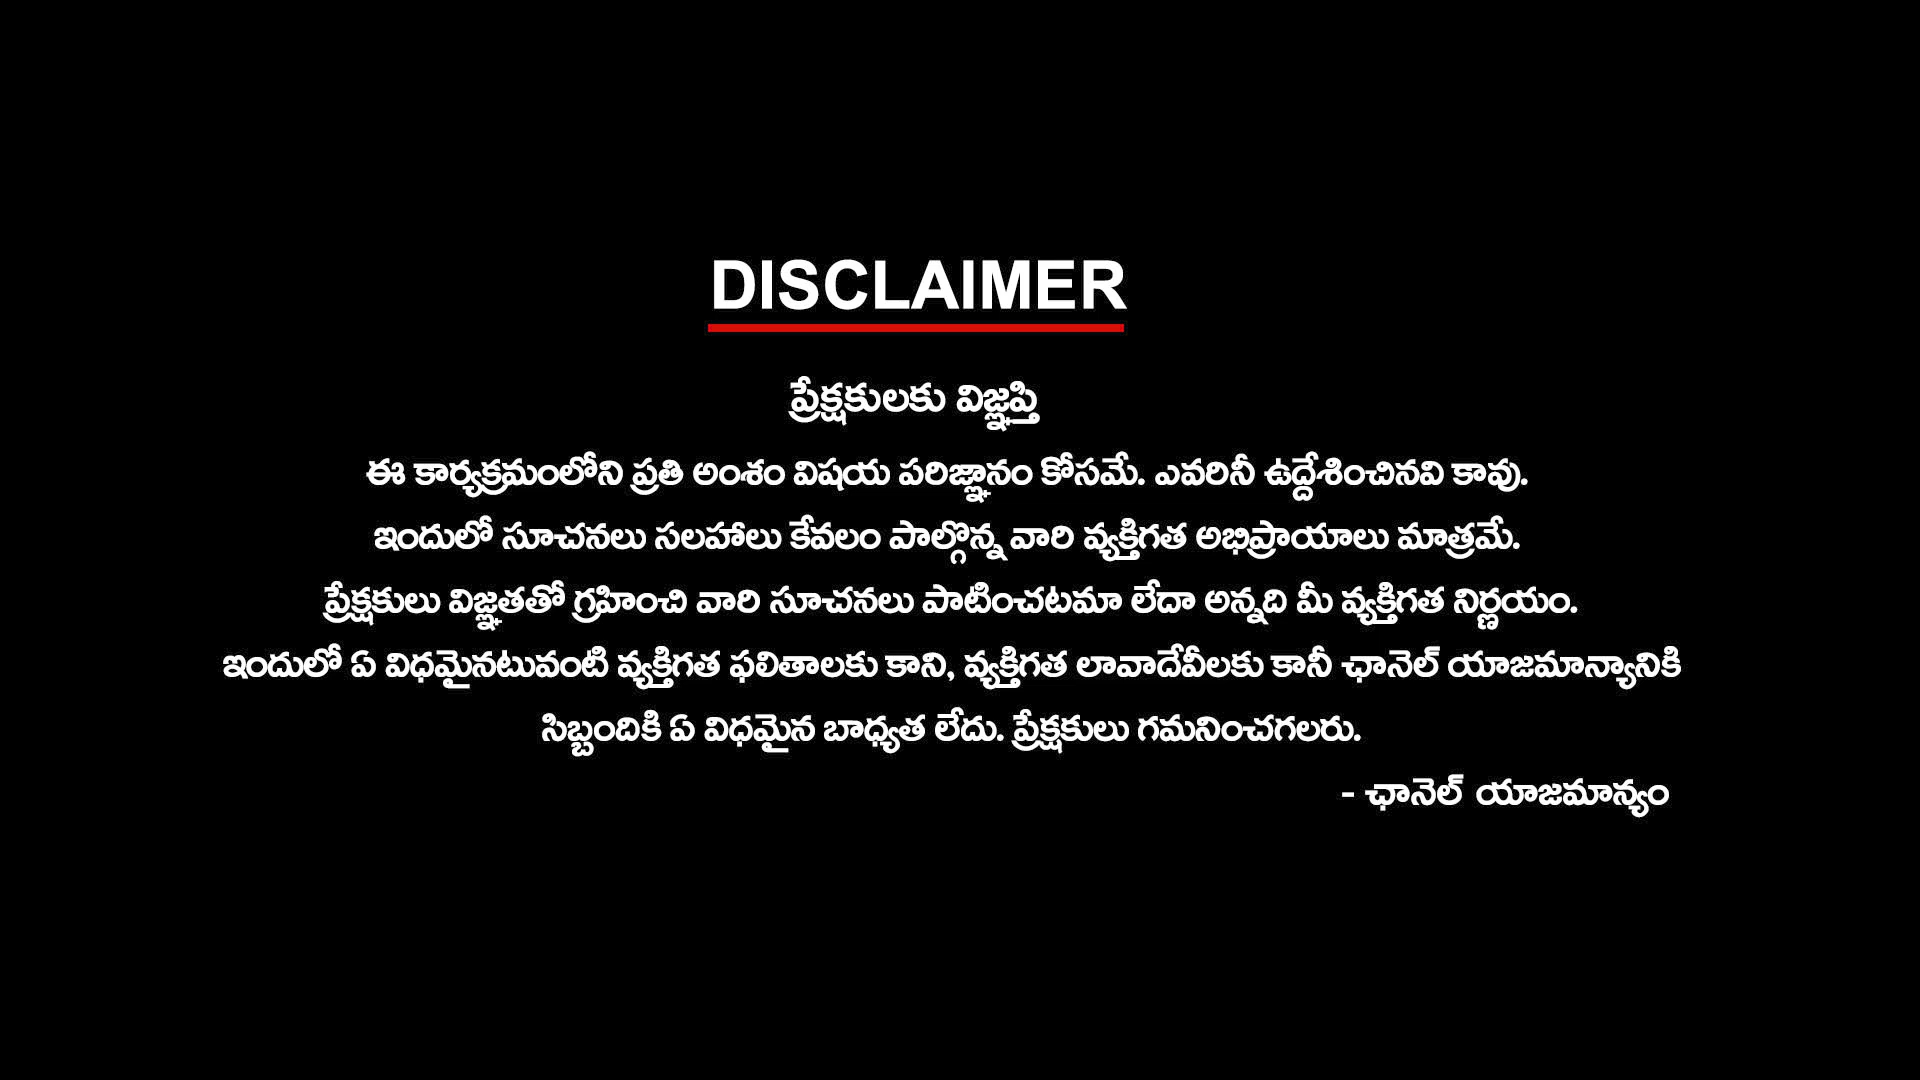 DISCLAIMER
ప్రేక్షకులకు విజ్ఞప్తి
ఈ కార్యక్రమంలోని ప్రతి అంశం విషయ పరిజ్ఞానం కోసమే. ఎవరినీ ఉద్దేశించినవి కావు.
ఇందులో సూచనలు సలహాలు కేవలం పాల్గొన్న వారి వ్యక్తిగత అభిప్రాయాలు మాత్రమే.
ప్రేక్షకులు విజ్ఞతతో గ్రహించి వారి సూచనలు పాటించటమా లేదా అన్నది మీ వ్యక్తిగత నిర్ణయం.
ఇందులో ఏ విధమైనటువంటి వ్యక్తిగత ఫలితాలకు కాని, వ్యక్తిగత లావాదేవీలకు కానీ ఛానెల్ యాజమాన్యానికి
సిబ్బందికి ఏ విధమైన బాధ్యత లేదు. ప్రేక్షకులు గమనించగలరు.
- ఛానెల్ యాజమాన్యం